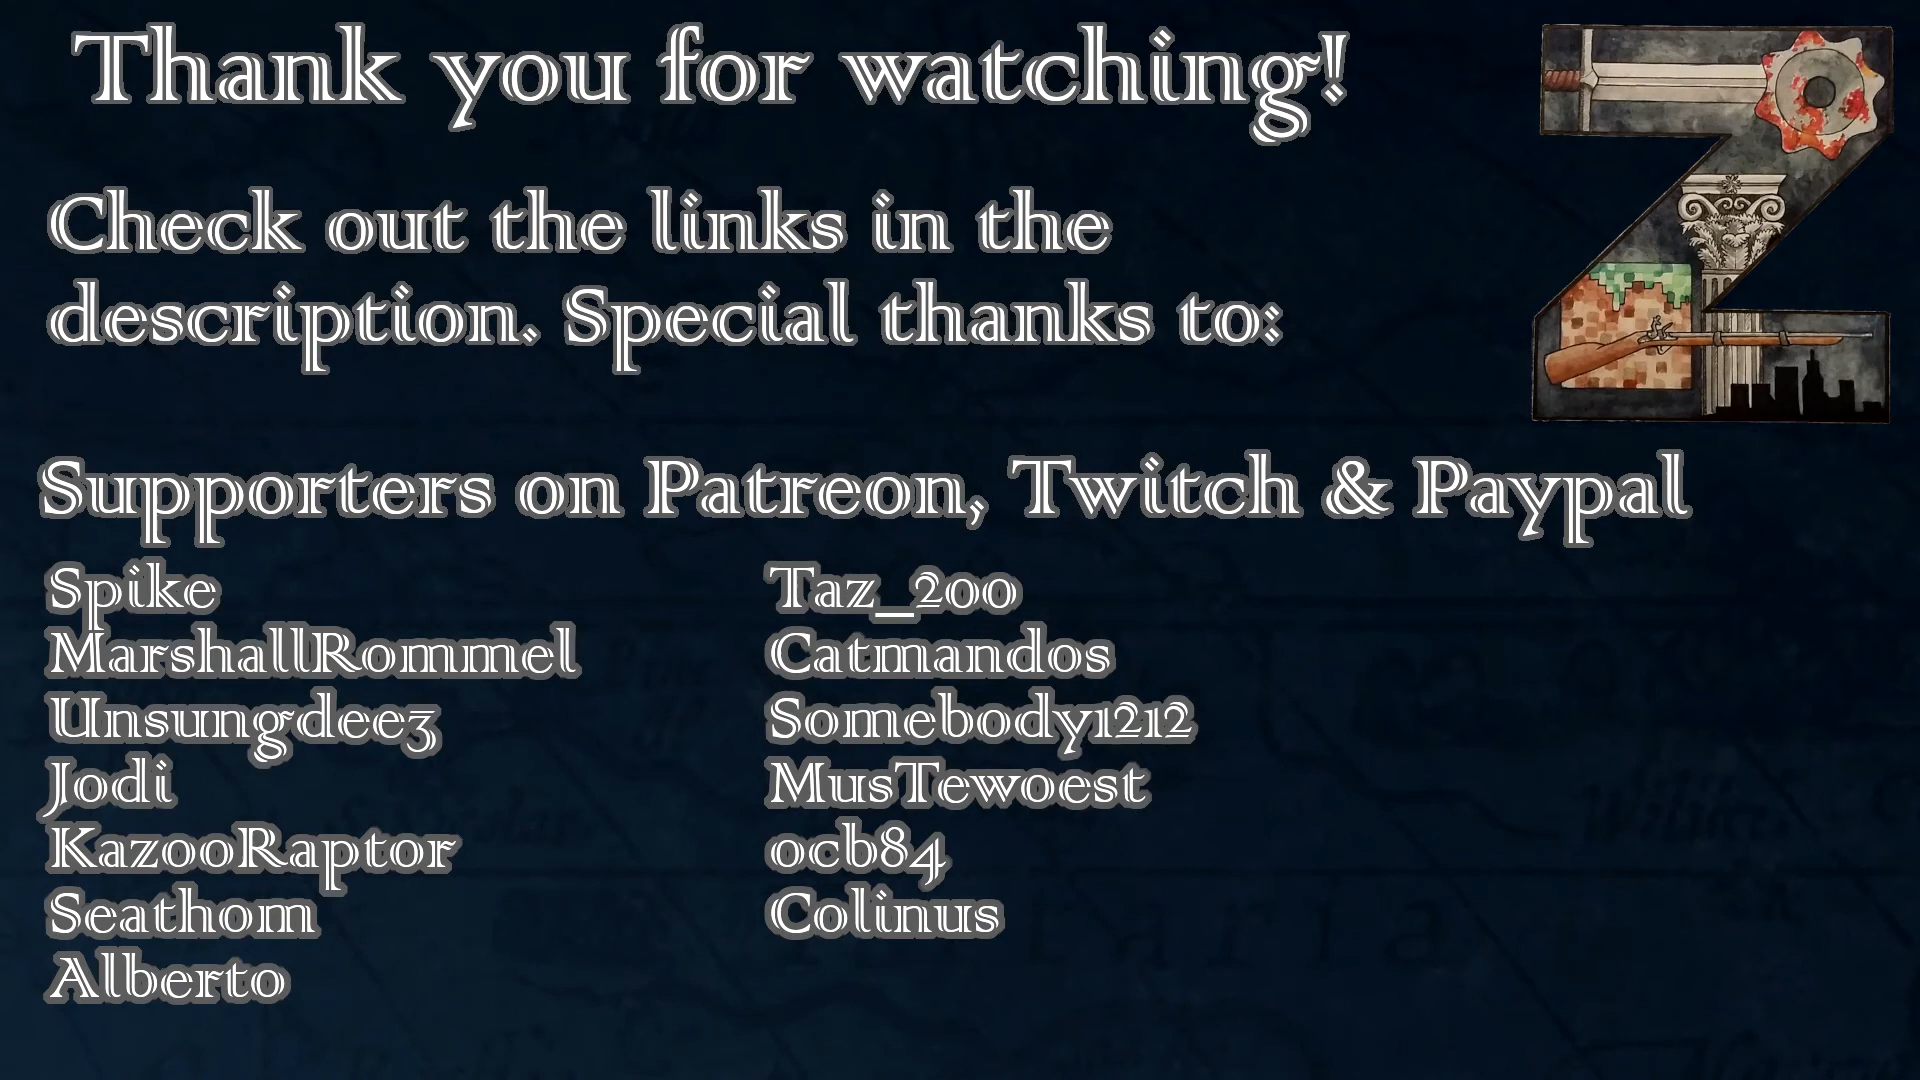 Thank you for watching!
Check out the links in the
description. Special thanks to:
Supporters on Patreon, Twitch & Paypal
Spike
MarshallRommel
Unsungdee3
Jodi
KazooRaptor
Seathom
Alberto
Taz_200
Catmandos
Somebody1212
MusTewoest
ocb84
Colinus